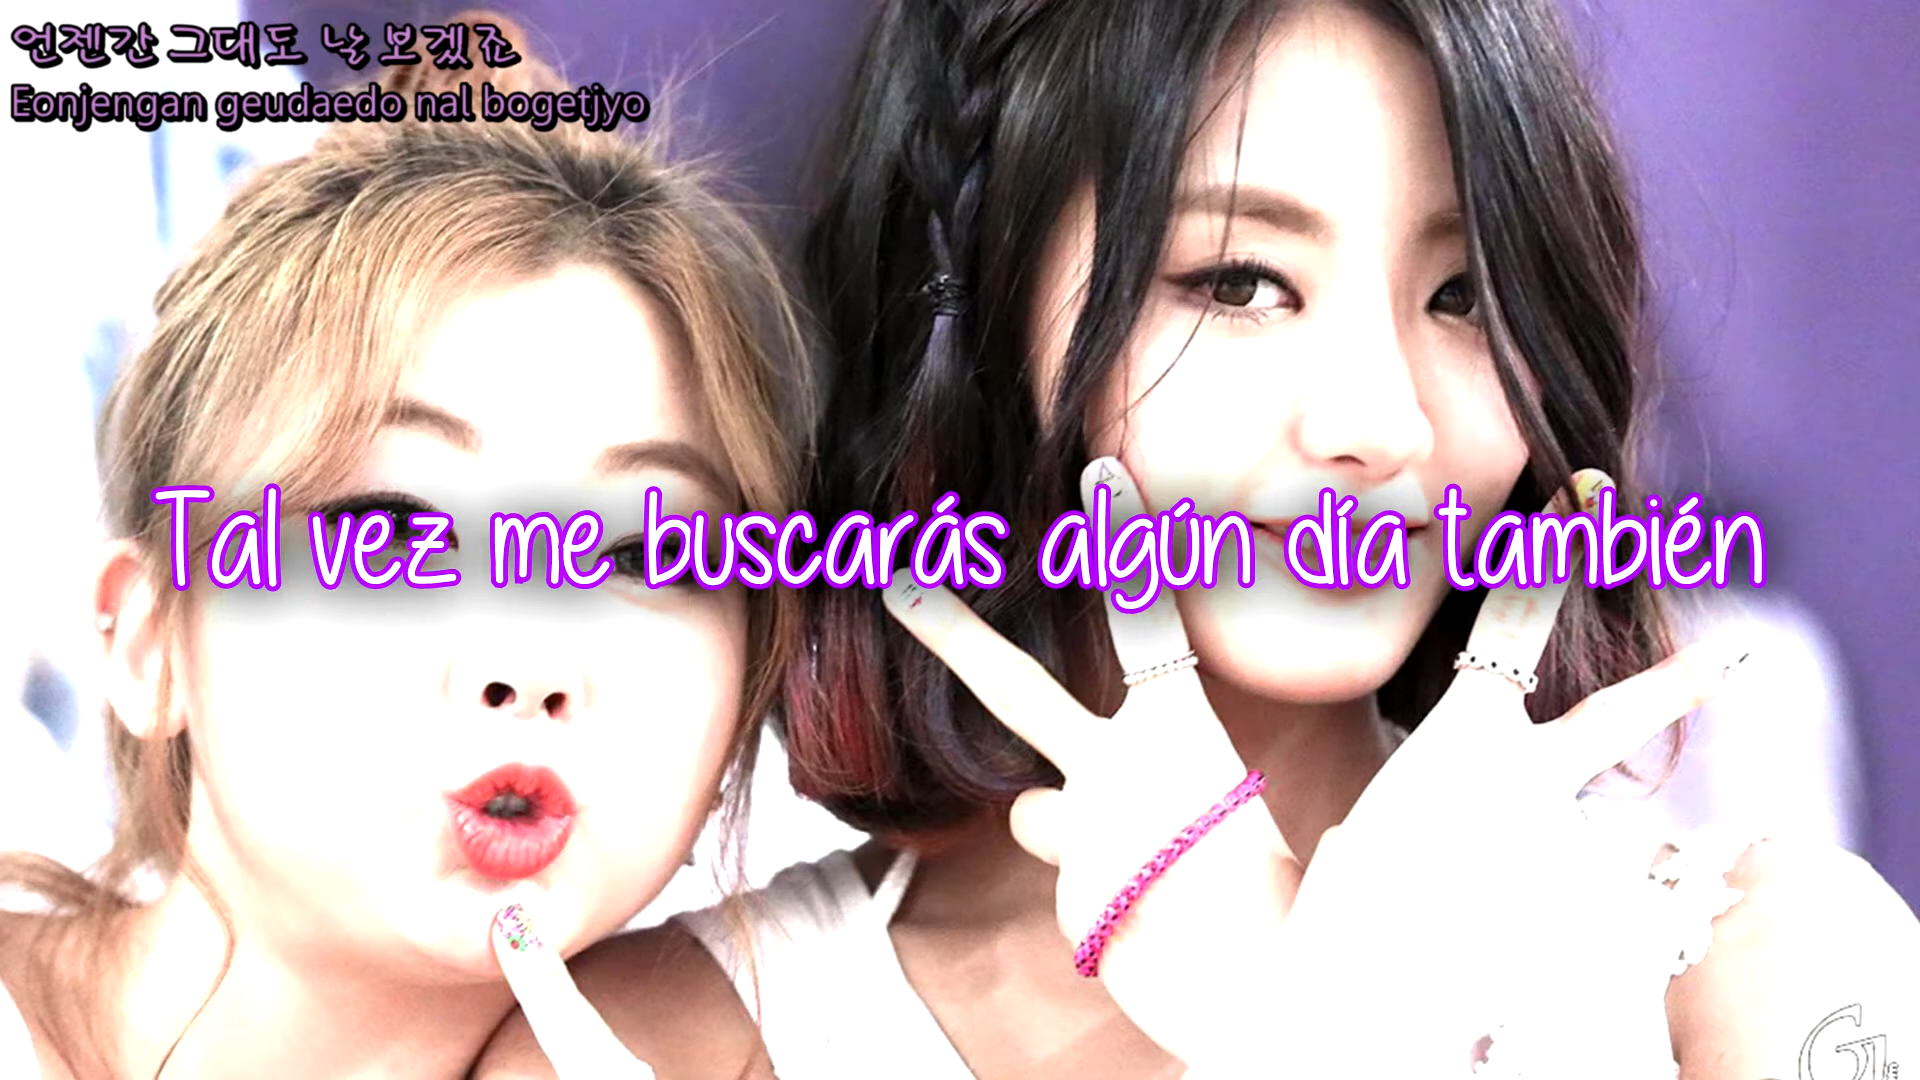 언젠간 그대도 날 보겠죠
Eonjengan geudaedo nal bogetjyo
Tal vez me buscarás algún día también